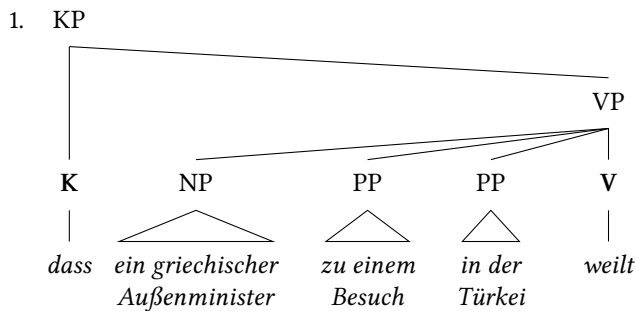 1. KP
VP
K NP PP PP V
dass ein griechischer zu einem in der weilt
Außenminister Besuch Türkei